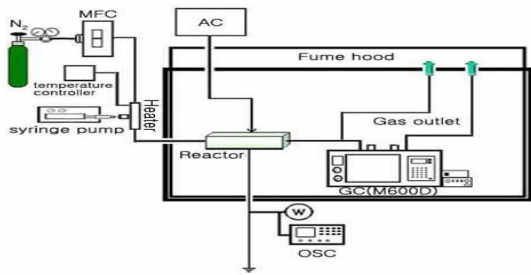 N₂
MFC
AC
Fume hood
temperature
controller
Heater
syringe pump
Gas outlet
Reactor
GC(M600D)
W
OSC